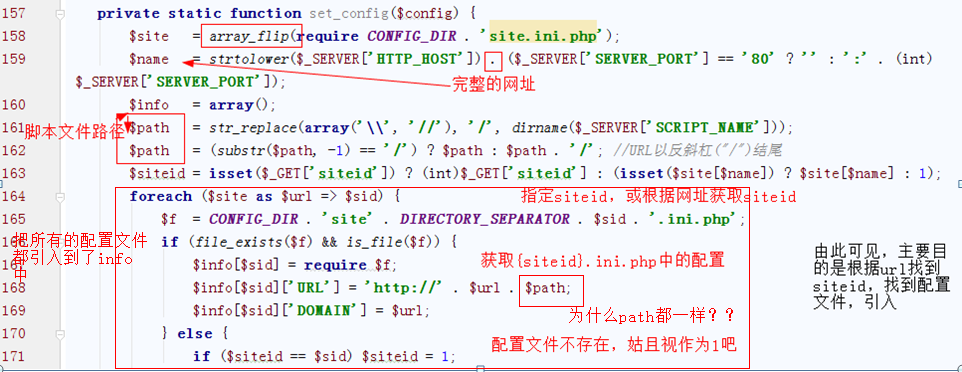 157 private static function set_config($config) {
158 $site = array_flip(require CONFIG_DIR . 'site.ini.php');
159 $name = strtolower($_SERVER['HTTP_HOST']) . ($_SERVER['SERVER_PORT'] == '80' ? '' : ':' . (int)
$_SERVER['SERVER_PORT']);
完整的网址
160 $info = array();
脚本文件路径
161 $path = str_replace(array('\\', '//'), '/', dirname($_SERVER['SCRIPT_NAME']));
162 $path = (substr($path, -1) == '/') ? $path : $path . '/'; //URL以反斜杠("/")结尾
163 $siteid = isset($_GET['siteid']) ? (int)$_GET['siteid'] : (isset($site[$name]) ? $site[$name] : 1);
164 foreach ($site as $url => $sid) {
指定siteid，或根据网址获取siteid
165 $f = CONFIG_DIR . 'site' . DIRECTORY_SEPARATOR . $sid . '.ini.php';
把所有的配置文件
都引入到了info
中
if (file_exists($f) && is_file($f)) {
$info[$sid] = require $f;
获取{siteid}.ini.php中的配置
168 $info[$sid]['URL'] = 'http://' . $url . $path;
169 $info[$sid]['DOMAIN'] = $url;
为什么path都一样？？
170 } else {
配置文件不存在，姑且视作为1吧
171 if ($siteid == $sid) $siteid = 1;
由此可见，主要目
的是根据url找到
siteid，找到配置
文件，引入